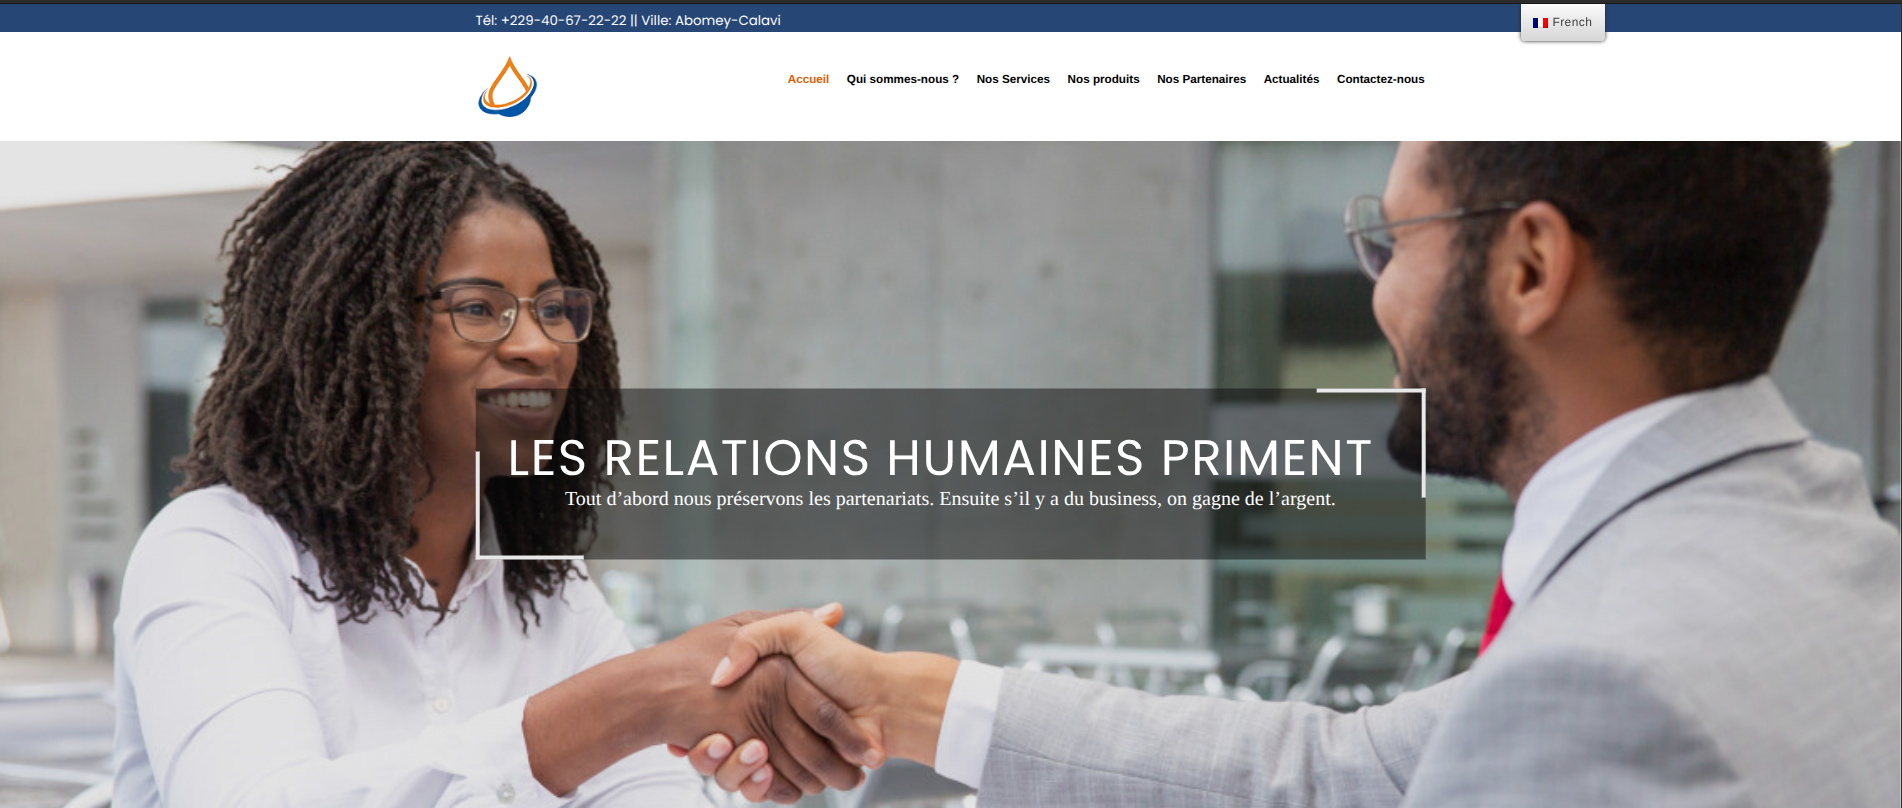 Tél: +229-40-67-22-22 || Ville: Abomey-Calavi
French
Accueil Qui sommes-nous ? Nos Services Nos produits Nos Partenaires Actualités Contactez-nous
LES RELATIONS HUMAINES PRIMENT
Tout d’abord nous préservons les partenariats. Ensuite s’il y a du business, on gagne de l’argent.